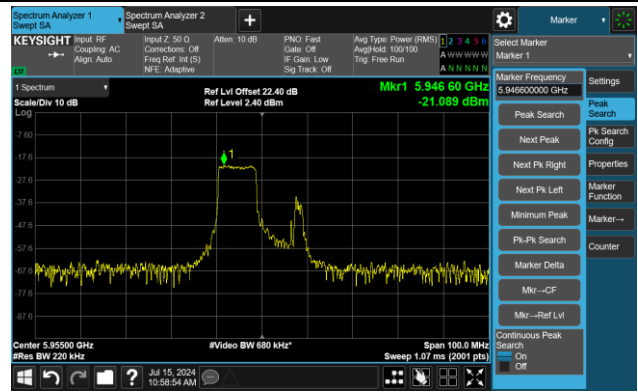 Spectrum Analyzer 1
Swept SA
Spectrum Analyzer 2
Swept SA
+
Marker
KEYSIGHT
Input: RF
Coupling: AC
Align: Auto
Input Z: 50 Ω
Corrections: Off
Freq Ref: Int (S)
NFE: Adaptive
Atten: 10 dB
PNO: Fast
Gate: Off
IF Gain: Low
Sig Track: Off
Avg Type: Power (RMS)
Avg|Hold: 100/100
Trig: Free Run
1 2 3 4 5 6
A W W W W W
A N N N N N
Select Marker
Marker 1
1 Spectrum
Scale/Div 10 dB
Log
Ref Lvl Offset 22.40 dB
Ref Level 2.40 dBm
Mkr1 5.946 60 GHz
-21.089 dBm
-7.60
-17.6
-27.6
-37.6
-47.6
-57.6
-67.6
-77.6
-87.6
1
Center 5.95500 GHz
#Res BW 220 kHz
#Video BW 680 kHz*
Span 100.0 MHz
Sweep 1.07 ms (2001 pts)
Marker Frequency
5.946600000 GHz
Peak Search
Next Peak
Next Pk Right
Next Pk Left
Minimum Peak
Pk-Pk Search
Marker Delta
Mkr→CF
Mkr→Ref Lvl
Continuous Peak
Search
On
Off
Settings
Peak
Search
Pk Search
Config
Properties
Marker
Function
Marker→
Counter
?
Jul 15, 2024
10:58:54 AM